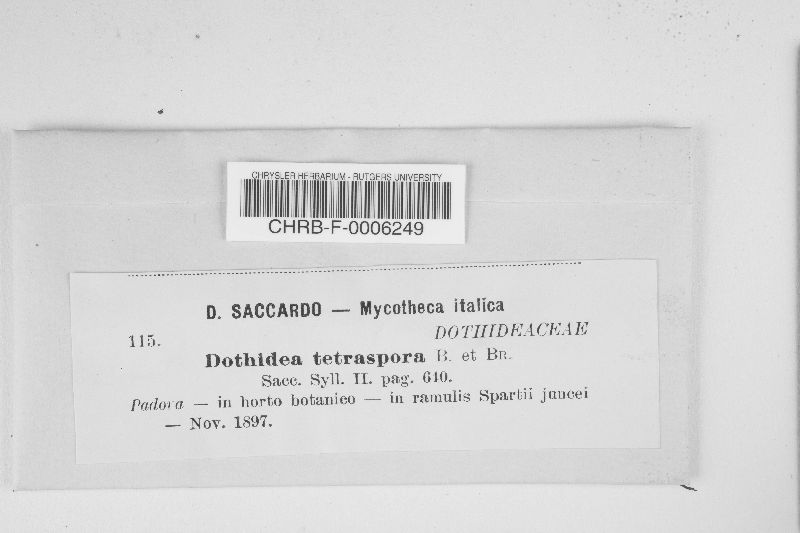 CHRYSLER HERBARIUM - RUTGERS UNIVERSITY
CHRB-F-0006249
D. SACCARDO — Mycotheca italica
115.
DOTHIDEACEAE
Dothidea tetraspora B. et Br.
Sacc. Syll. II. pag. 640.
Padova — in horto botanico — in ramulis Spartii juncei
— Nov. 1897.